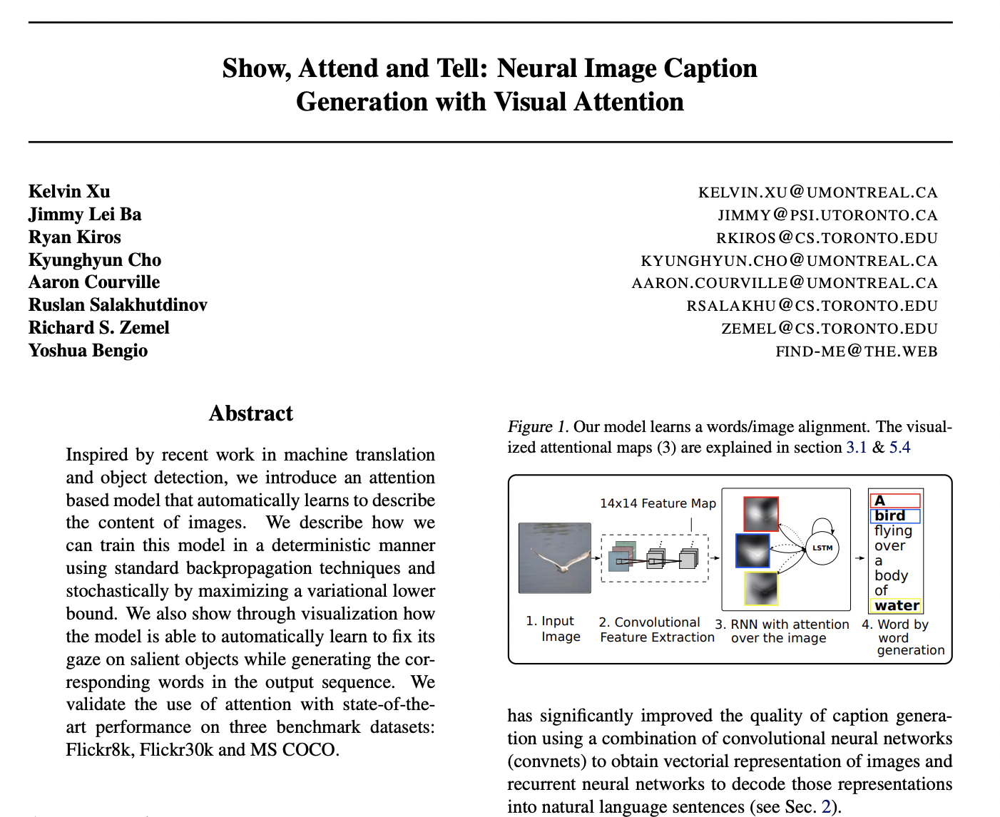 Show, Attend and Tell: Neural Image Caption
Generation with Visual Attention
Kelvin Xu KELVIN.XU@UMONTREAL.CA
Jimmy Lei Ba JIMMY@PSI.UTORONTO.CA
Ryan Kiros RKIROS@CS.TORONTO.EDU
Kyunghyun Cho KYUNGHYUN.CHO@UMONTREAL.CA
Aaron Courville AARON.COURVILLE@UMONTREAL.CA
Ruslan Salakhutdinov RSALAKHU@CS.TORONTO.EDU
Richard S. Zemel ZEMEL@CS.TORONTO.EDU
Yoshua Bengio FIND-ME@THE.WEB
Abstract
Inspired by recent work in machine translation
and object detection, we introduce an attention
based model that automatically learns to describe
the content of images. We describe how we
can train this model in a deterministic manner
using standard backpropagation techniques and
stochastically by maximizing a variational lower
bound. We also show through visualization how
the model is able to automatically learn to fix its
gaze on salient objects while generating the cor-
responding words in the output sequence. We
validate the use of attention with state-of-the-
art performance on three benchmark datasets:
Flickr8k, Flickr30k and MS COCO.
Figure 1. Our model learns a words/image alignment. The visual-
ized attentional maps (3) are explained in section 3.1 & 5.4
14x14 Feature Map
LSTM
A
bird
flying
over
a
body
of
water
1. Input
Image
2. Convolutional
Feature Extraction
3. RNN with attention
over the image
4. Word by
word
generation
has significantly improved the quality of caption genera-
tion using a combination of convolutional neural networks
(convnets) to obtain vectorial representation of images and
recurrent neural networks to decode those representations
into natural language sentences (see Sec. 2).